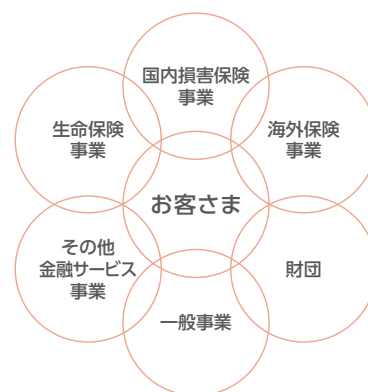 国内損害保険
事業
生命保険
事業
海外保険
事業
お客さま
その他
金融サービス
事業
財団
一般事業